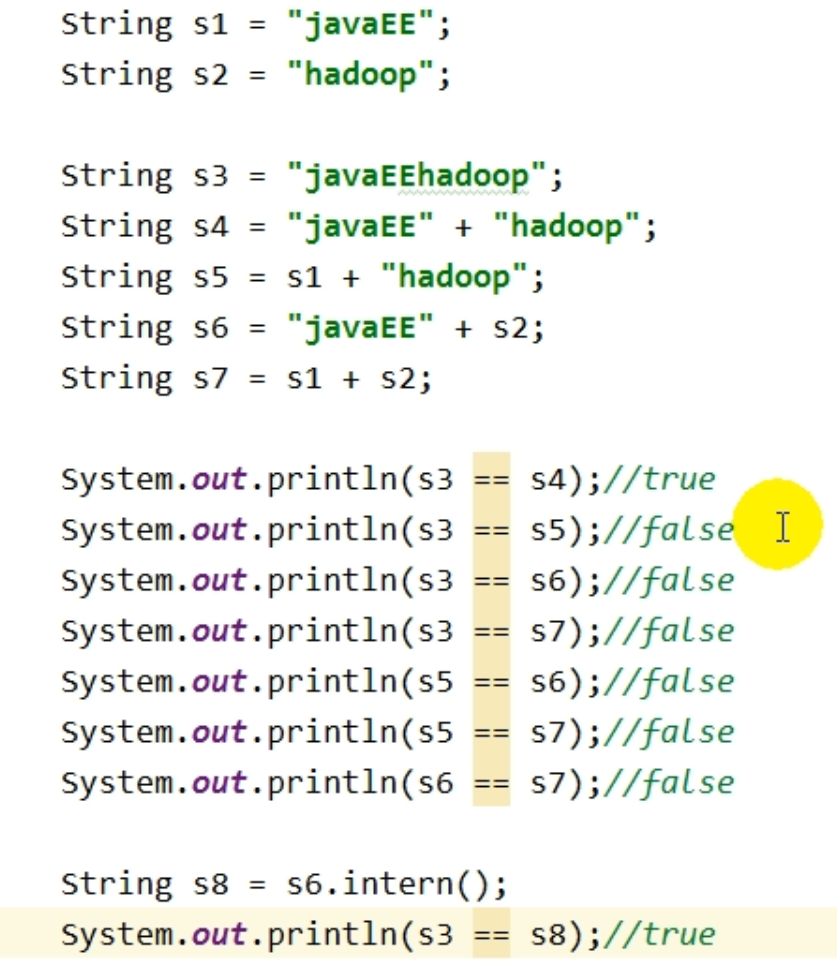 String s1 = "javaEE";
String s2 = "hadoop";
String s3 = "javaEEhadoop";
String s4 = "javaEE" + "hadoop";
String s5 = s1 + "hadoop";
String s6 = "javaEE" + s2;
String s7 = s1 + s2;
System.out.println(s3 == s4);//true
System.out.println(s3 == s5);//false
System.out.println(s3 == s6);//false
System.out.println(s3 == s7);//false
System.out.println(s5 == s6);//false
System.out.println(s5 == s7);//false
System.out.println(s6 == s7);//false
String s8 = s6.intern();
System.out.println(s3 == s8);//true